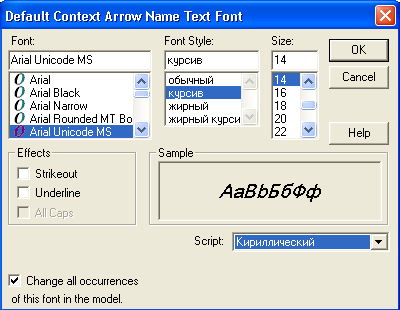 Default Context Arrow Name Text Font
Font:
Arial Unicode MS
Arial
Arial Black
Arial Narrow
Arial Rounded MT Bo
Arial Unicode MS
Font Style:
курсив
обычный
курсив
жирный
жирный курси
Size:
14
14
16
18
20
22
OK
Cancel
Help
Effects
Strikeout
Underline
All Caps
Sample
АаВbБбФф
Script:
Кириллический
Change all occurrences
of this font in the model.